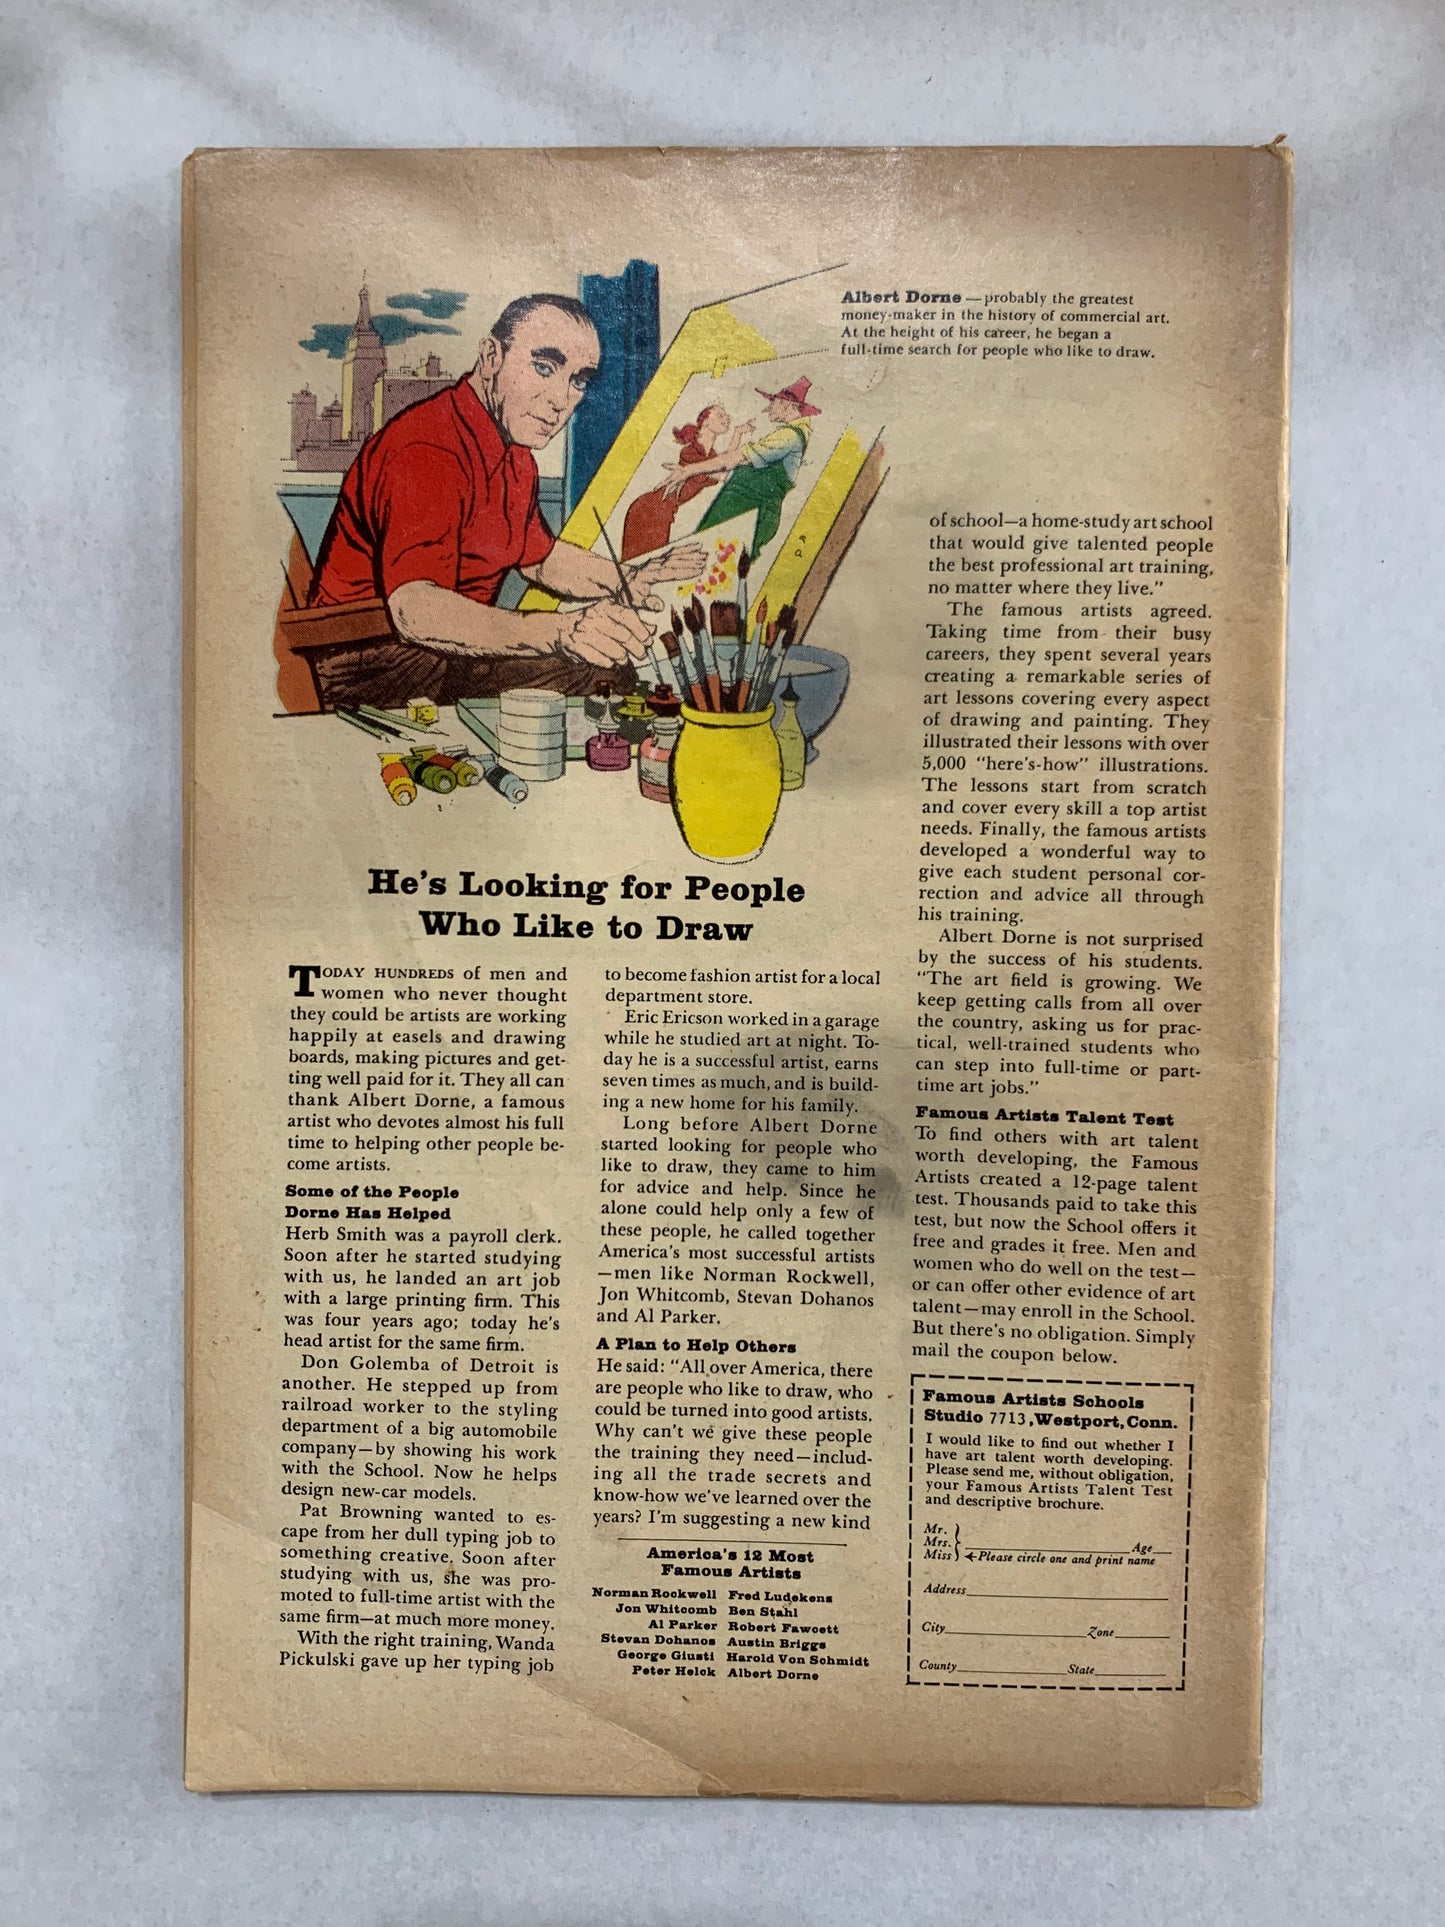 Albert Dorne — probably the greatest
money-maker in the history of commercial art.
At the height of his career, he began a
full-time search for people who like to draw.
He's Looking for People
Who Like to Draw
TODAY HUNDREDS of men and
women who never thought
they could be artists are working
happily at easels and drawing
boards, making pictures and get-
ting well paid for it. They all can
thank Albert Dorne, a famous
artist who devotes almost his full
time to helping other people be-
come artists.
Some of the People
Dorne Has Helped
Herb Smith was a payroll clerk.
Soon after he started studying
with us, he landed an art job
with a large printing firm. This
was four years ago; today he's
head artist for the same firm.
Don Golemba of Detroit is
another. He stepped up from
railroad worker to the styling
department of a big automobile
company—by showing his work
with the School. Now he helps
design new-car models.
Pat Browning wanted to es-
cape from her dull typing job to
something creative. Soon after
studying with us, she was pro-
moted to full-time artist with the
same firm—at much more money.
With the right training, Wanda
Pickulski gave up her typing job
to become fashion artist for a local
department store.
Eric Ericson worked in a garage
while he studied art at night. To-
day he is a successful artist, earns
seven times as much, and is build-
ing a new home for his family.
Long before Albert Dorne
started looking for people who
like to draw, they came to him
for advice and help. Since he
alone could help only a few of
these people, he called together
America's most successful artists
—men like Norman Rockwell,
Jon Whitcomb, Stevan Dohanos
and Al Parker.
A Plan to Help Others
He said: "All over America, there
are people who like to draw, who
could be turned into good artists.
Why can't we give these people
the training they need—includ-
ing all the trade secrets and
know-how we've learned over the
years? I'm suggesting a new kind
America's 12 Most
Famous Artists
Norman Rockwell Fred Ludekens
Jon Whitcomb Ben Stahl
Al Parker Robert Fawcett
Stevan Dohanos Austin Briggs
George Giusti Harold Von Schmidt
Peter Helck Albert Dorne
of school—a home-study art school
that would give talented people
the best professional art training,
no matter where they live."
The famous artists agreed.
Taking time from their busy
careers, they spent several years
creating a remarkable series of
art lessons covering every aspect
of drawing and painting. They
illustrated their lessons with over
5,000 "here's-how" illustrations.
The lessons start from scratch
and cover every skill a top artist
needs. Finally, the famous artists
developed a wonderful way to
give each student personal cor-
rection and advice all through
his training.
Albert Dorne is not surprised
by the success of his students.
"The art field is growing. We
keep getting calls from all over
the country, asking us for prac-
tical, well-trained students who
can step into full-time or part-
time art jobs."
Famous Artists Talent Test
To find others with art talent
worth developing, the Famous
Artists created a 12-page talent
test. Thousands paid to take this
test, but now the School offers it
free and grades it free. Men and
women who do well on the test—
or can offer other evidence of art
talent—may enroll in the School.
But there's no obligation. Simply
mail the coupon below.
Famous Artists Schools
Studio 7713, Westport, Conn.
I would like to find out whether I
have art talent worth developing.
Please send me, without obligation,
your Famous Artists Talent Test
and descriptive brochure.
Mr.
Mrs. Age
Miss ←Please circle one and print name
Address
City Zone
County State